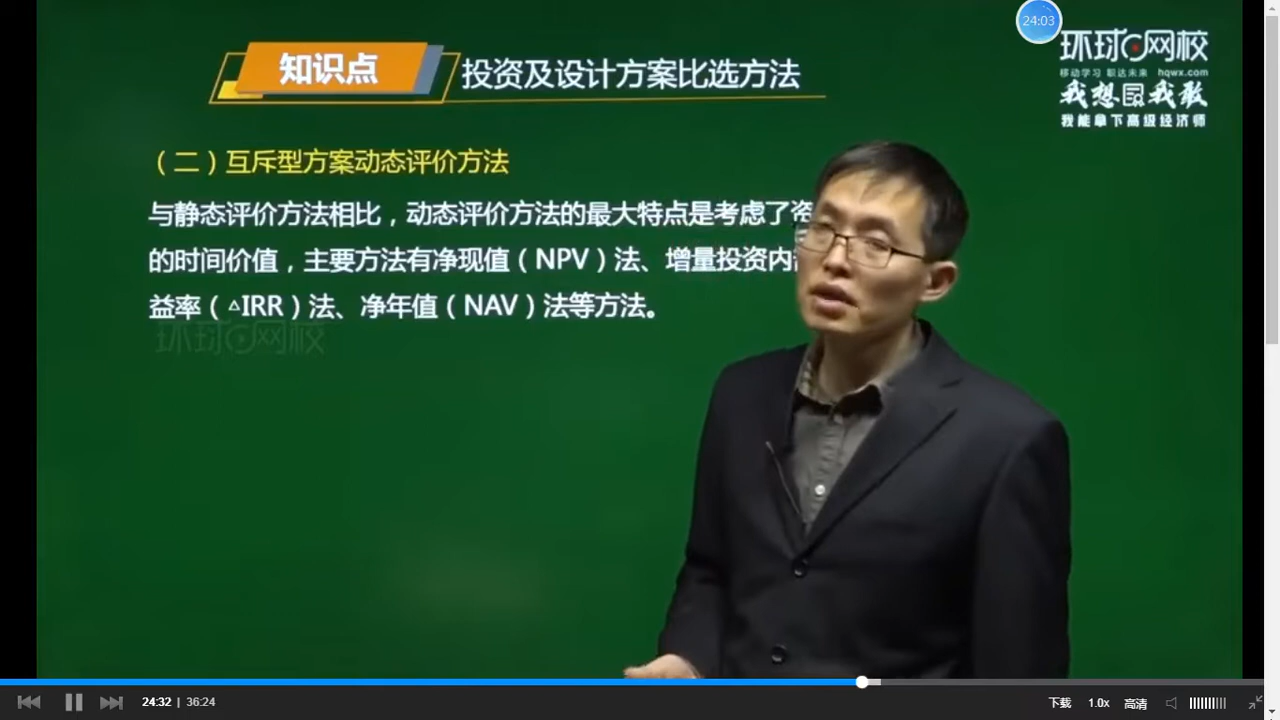 24:03
环球网校
移动学习 职达未来 hqwx.com
我想我敢
我能拿下高级经济师
知识点
投资及设计方案比选方法
（二）互斥型方案动态评价方法
与静态评价方法相比，动态评价方法的最大特点是考虑了
的时间价值，主要方法有净现值（NPV）法、增量投资内
益率（△IRR）法、净年值（NAV）法等方法。
环球网校
24:32 | 36:24
下载
1.0x
高清